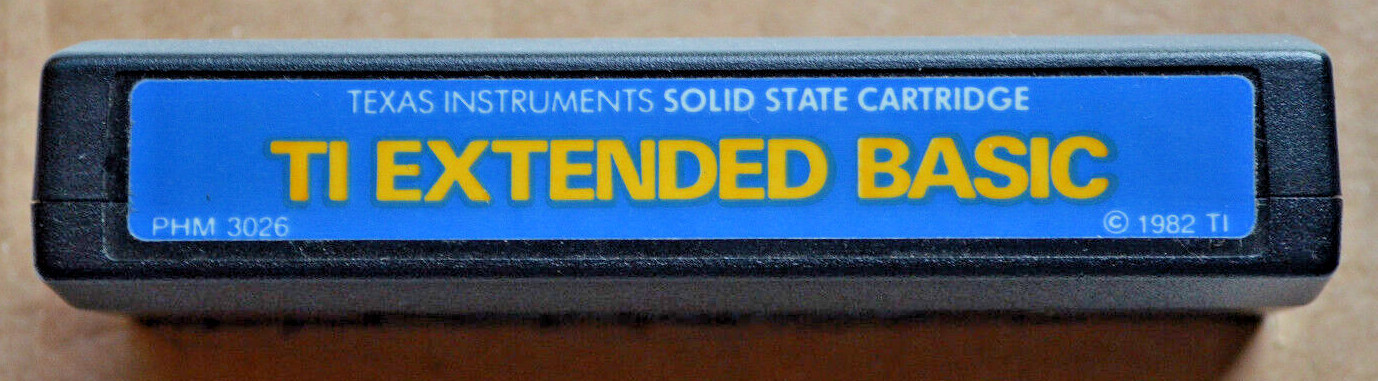 TEXAS INSTRUMENTS SOLID STATE CARTRIDGE
TI EXTENDED BASIC
PHM 3026
© 1982 TI